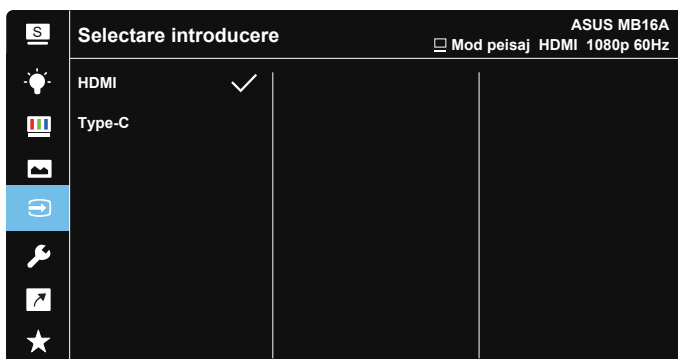 S
Selectare introducere
ASUS MB16A
Mod peisaj HDMI 1080p 60Hz
HDMI
Type-C